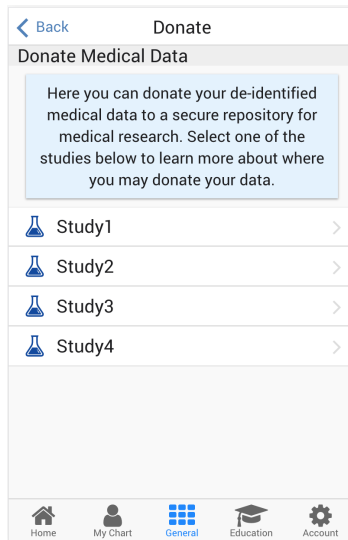 Back
Donate
Donate Medical Data
Here you can donate your de-identified
medical data to a secure repository for
medical research. Select one of the
studies below to learn more about where
you may donate your data.
Study1
Study2
Study3
Study4
Home
My Chart
General
Education
Account